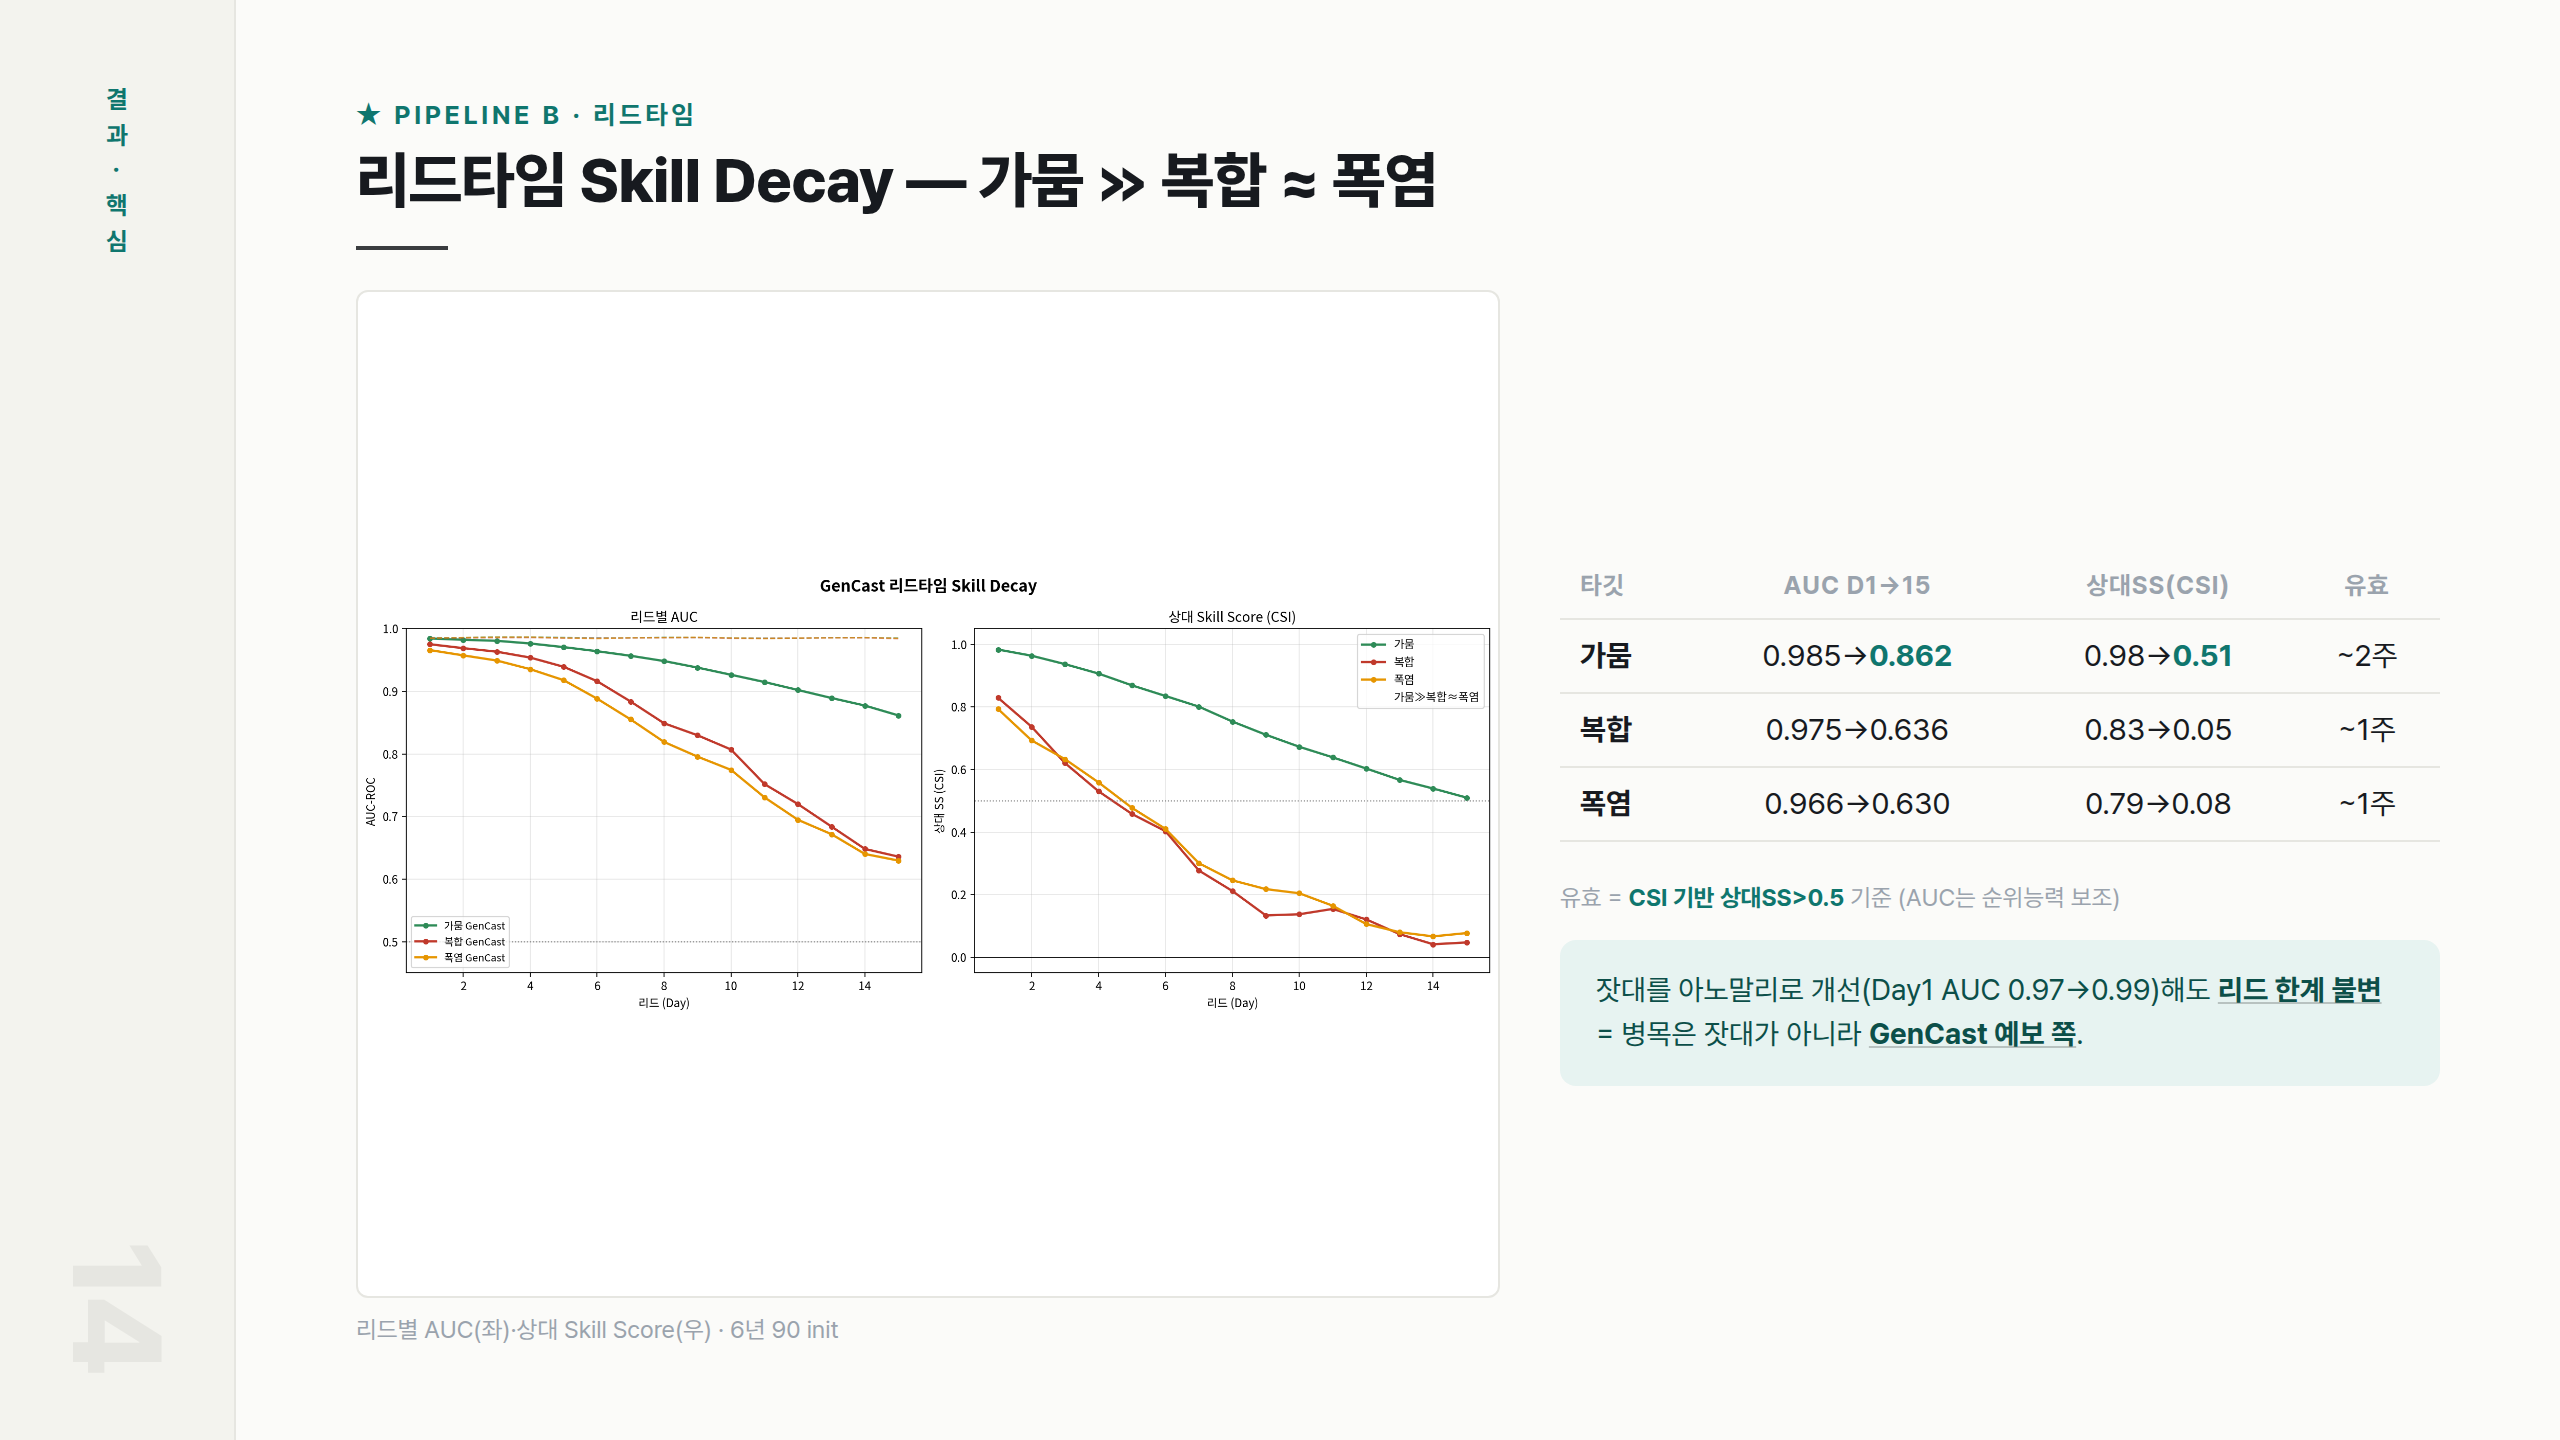 결과·핵심
★ PIPELINE B · 리드타임
리드타임 Skill Decay — 가뭄 ≫ 복합 ≈ 폭염
GenCast 리드타임 Skill Decay
리드별 AUC
AUC-ROC
1.0
0.9
0.8
0.7
0.6
0.5
가뭄 GenCast
복합 GenCast
폭염 GenCast
2 4 6 8 10 12 14
리드 (Day)
상대 Skill Score (CSI)
상대 SS (CSI)
1.0
0.8
0.6
0.4
0.2
0.0
가뭄
복합
폭염
가뭄≫복합≈폭염
2 4 6 8 10 12 14
리드 (Day)
리드별 AUC(좌)·상대 Skill Score(우) · 6년 90 init
타깃 AUC D1→15 상대SS(CSI) 유효
가뭄 0.985→0.862 0.98→0.51 ~2주
복합 0.975→0.636 0.83→0.05 ~1주
폭염 0.966→0.630 0.79→0.08 ~1주
유효 = CSI 기반 상대SS>0.5 기준 (AUC는 순위능력 보조)
잣대를 아노말리로 개선(Day1 AUC 0.97→0.99)해도 리드 한계 불변
= 병목은 잣대가 아니라 GenCast 예보 쪽.
14